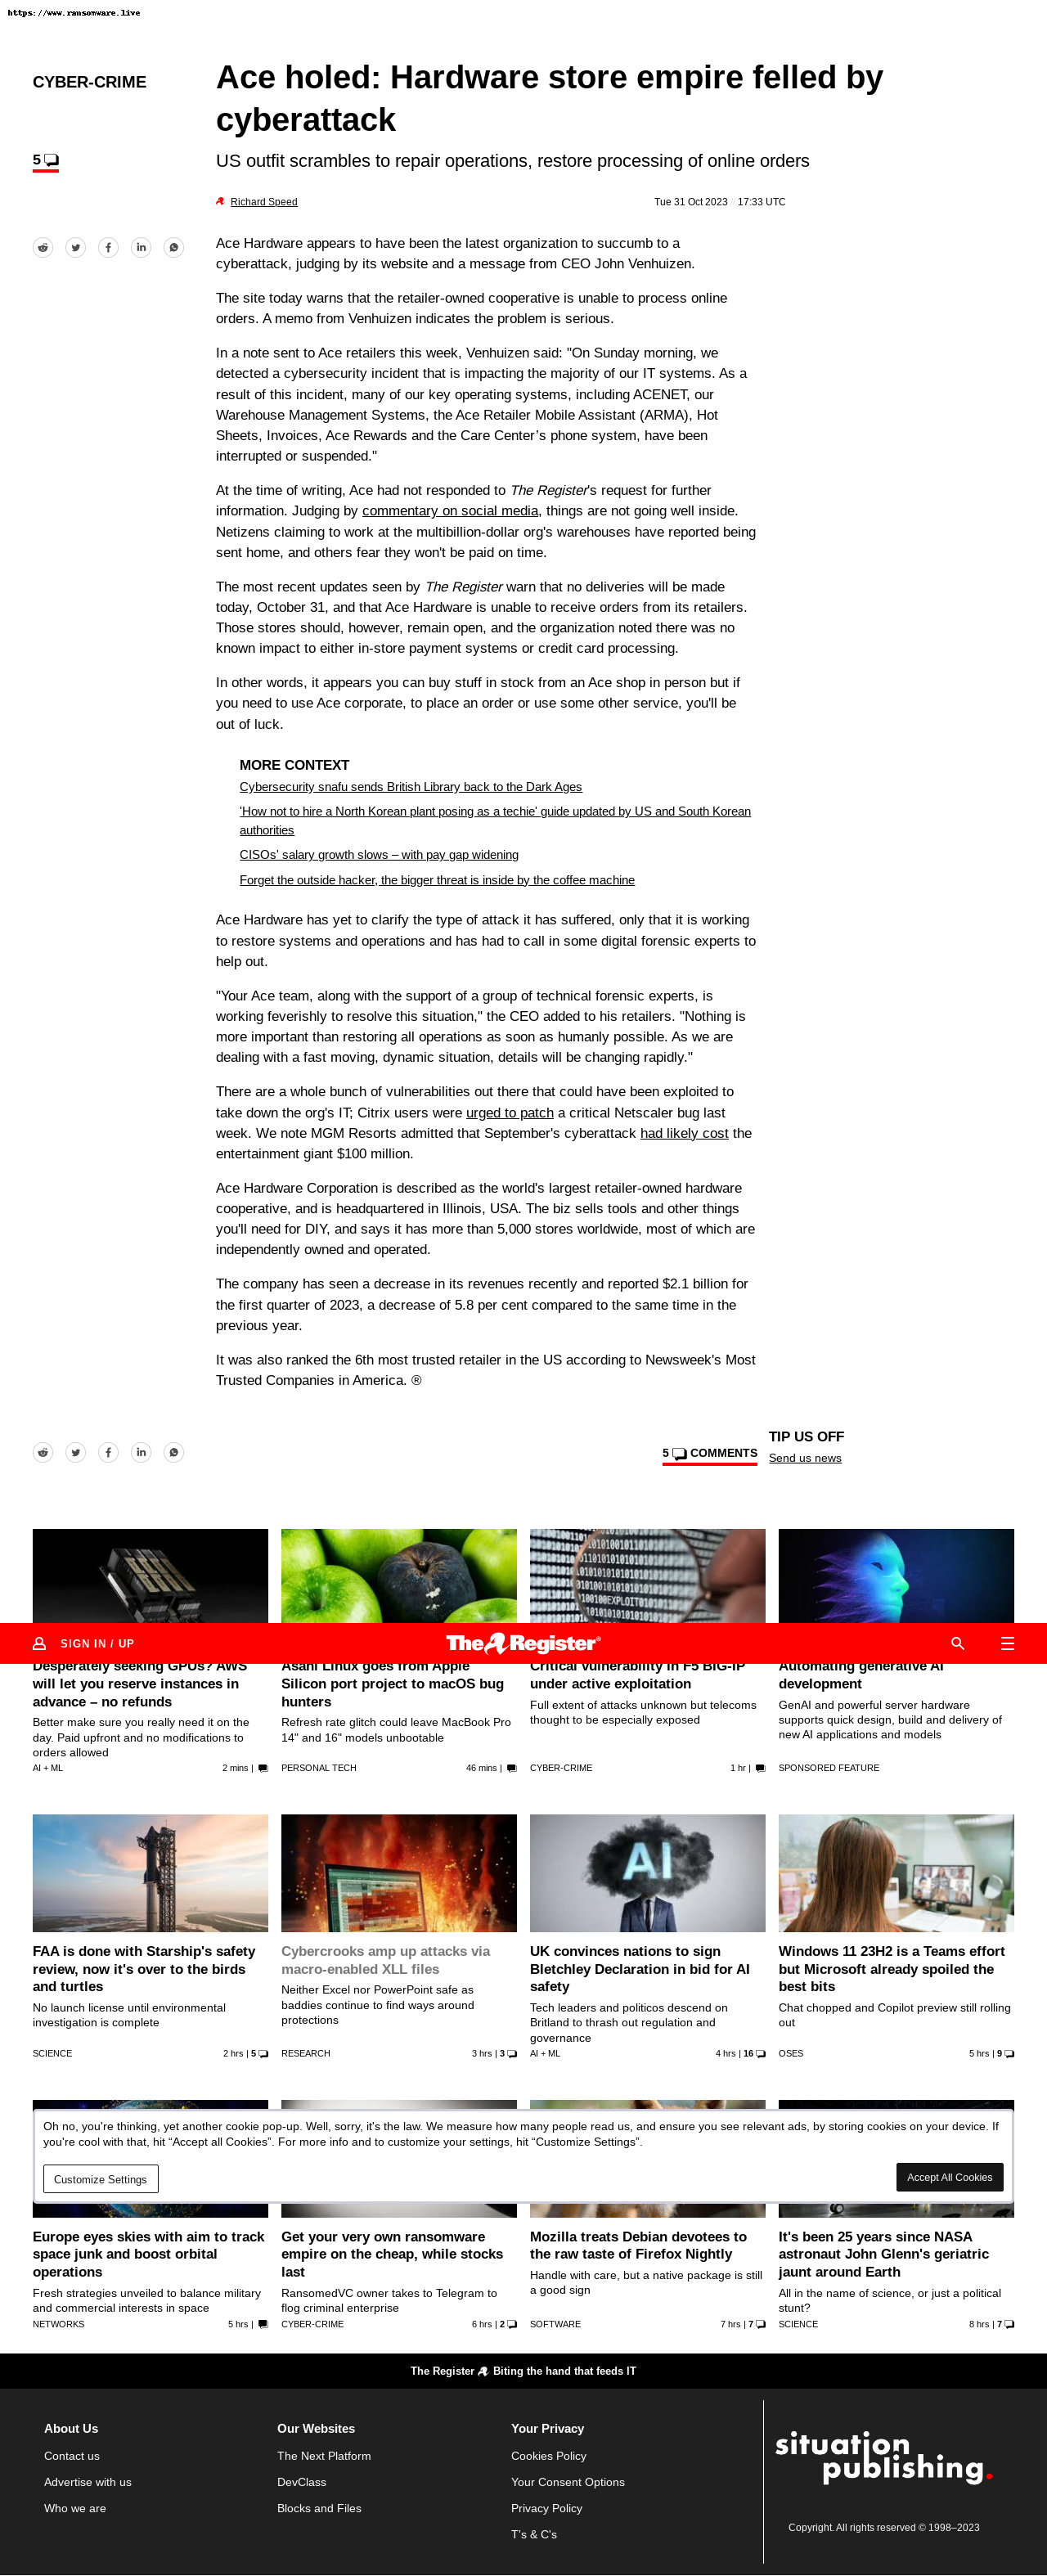 https://www.ransomware.live
CYBER-CRIME
Ace holed: Hardware store empire felled by
cyberattack
5
US outfit scrambles to repair operations, restore processing of online orders
Richard Speed
Tue 31 Oct 2023 // 17:33 UTC
Ace Hardware appears to have been the latest organization to succumb to a
cyberattack, judging by its website and a message from CEO John Venhuizen.
The site today warns that the retailer-owned cooperative is unable to process online
orders. A memo from Venhuizen indicates the problem is serious.
In a note sent to Ace retailers this week, Venhuizen said: "On Sunday morning, we
detected a cybersecurity incident that is impacting the majority of our IT systems. As a
result of this incident, many of our key operating systems, including ACENET, our
Warehouse Management Systems, the Ace Retailer Mobile Assistant (ARMA), Hot
Sheets, Invoices, Ace Rewards and the Care Center’s phone system, have been
interrupted or suspended."
At the time of writing, Ace had not responded to The Register's request for further
information. Judging by commentary on social media, things are not going well inside.
Netizens claiming to work at the multibillion-dollar org's warehouses have reported being
sent home, and others fear they won't be paid on time.
The most recent updates seen by The Register warn that no deliveries will be made
today, October 31, and that Ace Hardware is unable to receive orders from its retailers.
Those stores should, however, remain open, and the organization noted there was no
known impact to either in-store payment systems or credit card processing.
In other words, it appears you can buy stuff in stock from an Ace shop in person but if
you need to use Ace corporate, to place an order or use some other service, you'll be
out of luck.
MORE CONTEXT
Cybersecurity snafu sends British Library back to the Dark Ages
'How not to hire a North Korean plant posing as a techie' guide updated by US and South Korean
authorities
CISOs' salary growth slows – with pay gap widening
Forget the outside hacker, the bigger threat is inside by the coffee machine
Ace Hardware has yet to clarify the type of attack it has suffered, only that it is working
to restore systems and operations and has had to call in some digital forensic experts to
help out.
"Your Ace team, along with the support of a group of technical forensic experts, is
working feverishly to resolve this situation," the CEO added to his retailers. "Nothing is
more important than restoring all operations as soon as humanly possible. As we are
dealing with a fast moving, dynamic situation, details will be changing rapidly."
There are a whole bunch of vulnerabilities out there that could have been exploited to
take down the org's IT; Citrix users were urged to patch a critical Netscaler bug last
week. We note MGM Resorts admitted that September's cyberattack had likely cost the
entertainment giant $100 million.
Ace Hardware Corporation is described as the world's largest retailer-owned hardware
cooperative, and is headquartered in Illinois, USA. The biz sells tools and other things
you'll need for DIY, and says it has more than 5,000 stores worldwide, most of which are
independently owned and operated.
The company has seen a decrease in its revenues recently and reported $2.1 billion for
the first quarter of 2023, a decrease of 5.8 per cent compared to the same time in the
previous year.
It was also ranked the 6th most trusted retailer in the US according to Newsweek's Most
Trusted Companies in America. ®
5 COMMENTS
TIP US OFF
Send us news
SIGN IN / UP
The Register®
Desperately seeking GPUs? AWS
will let you reserve instances in
advance – no refunds
Better make sure you really need it on the
day. Paid upfront and no modifications to
orders allowed
AI + ML
2 mins |
Asahi Linux goes from Apple
Silicon port project to macOS bug
hunters
Refresh rate glitch could leave MacBook Pro
14" and 16" models unbootable
PERSONAL TECH
46 mins |
Critical vulnerability in F5 BIG-IP
under active exploitation
Full extent of attacks unknown but telecoms
thought to be especially exposed
CYBER-CRIME
1 hr |
Automating generative AI
development
GenAI and powerful server hardware
supports quick design, build and delivery of
new AI applications and models
SPONSORED FEATURE
FAA is done with Starship's safety
review, now it's over to the birds
and turtles
No launch license until environmental
investigation is complete
SCIENCE
2 hrs | 5
Cybercrooks amp up attacks via
macro-enabled XLL files
Neither Excel nor PowerPoint safe as
baddies continue to find ways around
protections
RESEARCH
3 hrs | 3
AI
UK convinces nations to sign
Bletchley Declaration in bid for AI
safety
Tech leaders and politicos descend on
Britland to thrash out regulation and
governance
AI + ML
4 hrs | 16
Windows 11 23H2 is a Teams effort
but Microsoft already spoiled the
best bits
Chat chopped and Copilot preview still rolling
out
OSES
5 hrs | 9
Oh no, you're thinking, yet another cookie pop-up. Well, sorry, it's the law. We measure how many people read us, and ensure you see relevant ads, by storing cookies on your device. If
you're cool with that, hit “Accept all Cookies”. For more info and to customize your settings, hit “Customize Settings”.
Customize Settings
Accept All Cookies
Europe eyes skies with aim to track
space junk and boost orbital
operations
Fresh strategies unveiled to balance military
and commercial interests in space
NETWORKS
5 hrs |
Get your very own ransomware
empire on the cheap, while stocks
last
RansomedVC owner takes to Telegram to
flog criminal enterprise
CYBER-CRIME
6 hrs | 2
Mozilla treats Debian devotees to
the raw taste of Firefox Nightly
Handle with care, but a native package is still
a good sign
SOFTWARE
7 hrs | 7
It's been 25 years since NASA
astronaut John Glenn's geriatric
jaunt around Earth
All in the name of science, or just a political
stunt?
SCIENCE
8 hrs | 7
The Register Biting the hand that feeds IT
About Us
Contact us
Advertise with us
Who we are
Our Websites
The Next Platform
DevClass
Blocks and Files
Your Privacy
Cookies Policy
Your Consent Options
Privacy Policy
T's & C's
situation
publishing.
Copyright. All rights reserved © 1998–2023